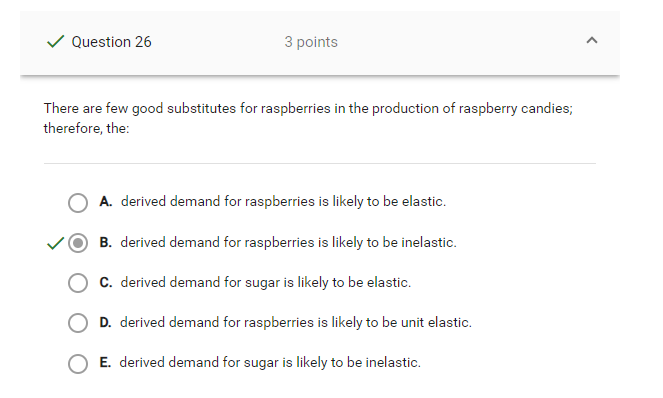 Question 26 3 points
There are few good substitutes for raspberries in the production of raspberry candies;
therefore, the:
A. derived demand for raspberries is likely to be elastic.
B. derived demand for raspberries is likely to be inelastic.
C. derived demand for sugar is likely to be elastic.
D. derived demand for raspberries is likely to be unit elastic.
E. derived demand for sugar is likely to be inelastic.